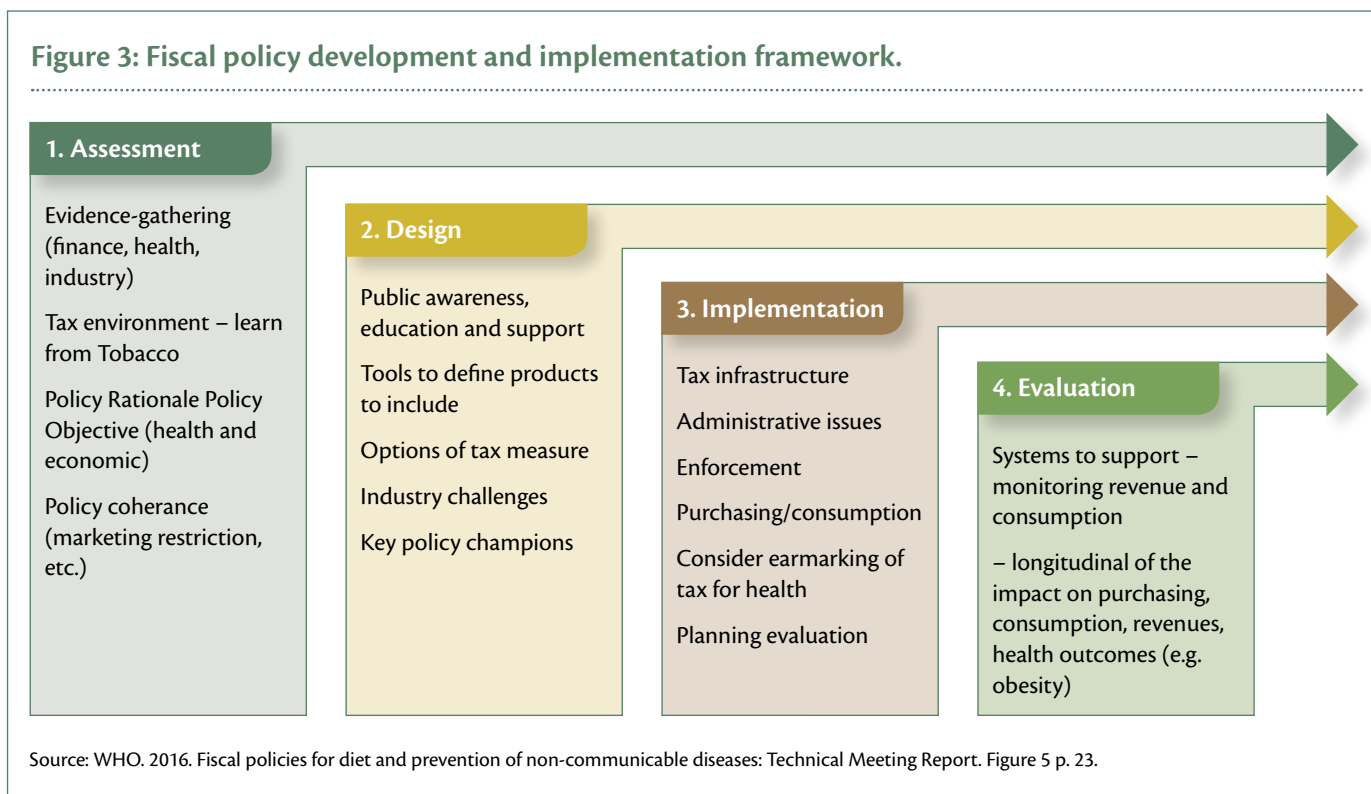 Figure 3: Fiscal policy development and implementation framework.
1. Assessment
Evidence-gathering
(finance, health,
industry)
Tax environment – learn
from Tobacco
Policy Rationale Policy
Objective (health and
economic)
Policy coherance
(marketing restriction,
etc.)
2. Design
Public awareness,
education and support
Tools to define products
to include
Options of tax measure
Industry challenges
Key policy champions
3. Implementation
Tax infrastructure
Administrative issues
Enforcement
Purchasing/consumption
Consider earmarking of
tax for health
Planning evaluation
4. Evaluation
Systems to support –
monitoring revenue and
consumption
– longitudinal of the
impact on purchasing,
consumption, revenues,
health outcomes (e.g.
obesity)
Source: WHO. 2016. Fiscal policies for diet and prevention of non-communicable diseases: Technical Meeting Report. Figure 5 p. 23.